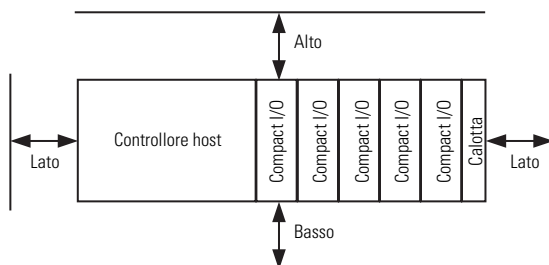 Alto
Controllore host
Compact I/O
Compact I/O
Compact I/O
Compact I/O
Compact I/O
Calotta
Lato
Lato
Basso